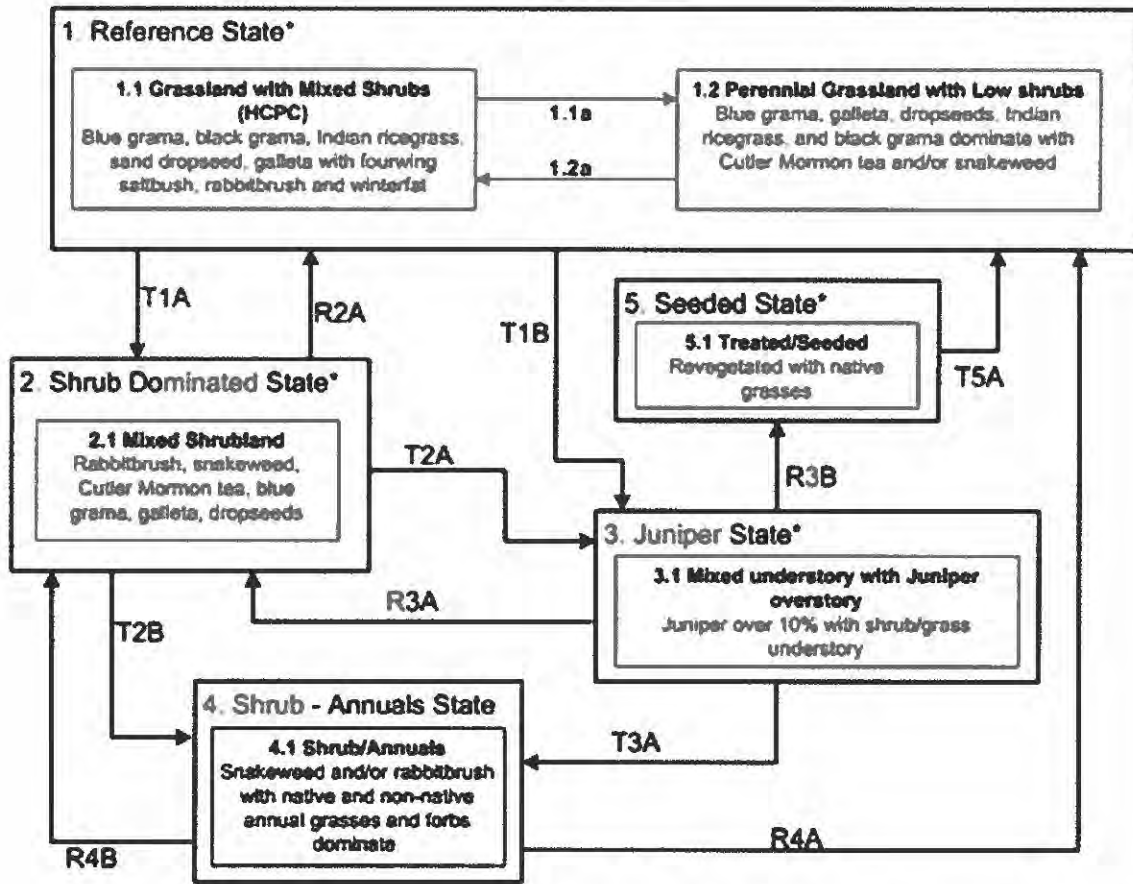 1. Reference State*
1.1 Grassland with Mixed Shrubs
(HCPC)
Blue grama, black grama, Indian ricegrass,
sand dropseed, galleta with fourwing
saltbush, rabbitbrush and winterfat
1.1a
1.2a
1.2 Perennial Grassland with Low shrubs
Blue grama, galleta, dropseeds, Indian
ricegrass, and black grama dominate with
Cutler Mormon tea and/or snakeweed
T1A
R2A
T1B
5. Seeded State*
5.1 Treated/Seeded
Revegetated with native
grasses
T5A
2. Shrub Dominated State*
2.1 Mixed Shrubland
Rabbitbrush, snakeweed,
Cutler Mormon tea, blue
grama, galleta, dropseeds
T2A
R3B
3. Juniper State*
3.1 Mixed understory with Juniper
overstory
Juniper over 10% with shrub/grass
understory
R3A
T2B
4. Shrub - Annuals State
4.1 Shrub/Annuals
Snakeweed and/or rabbitbrush
with native and non-native
annual grasses and forbs
dominate
T3A
R4B
R4A